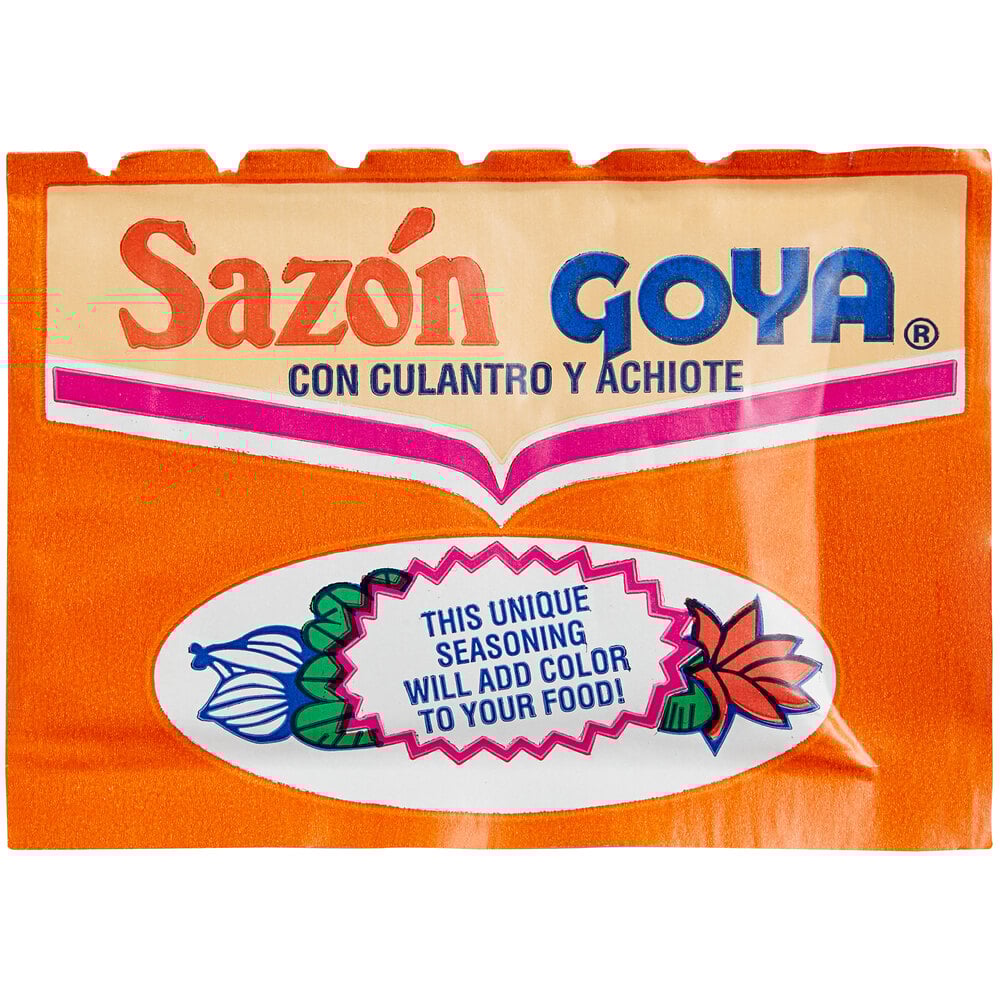 Sazón GOYA®
CON CULANTRO Y ACHIOTE
THIS UNIQUE
SEASONING
WILL ADD COLOR
TO YOUR FOOD!